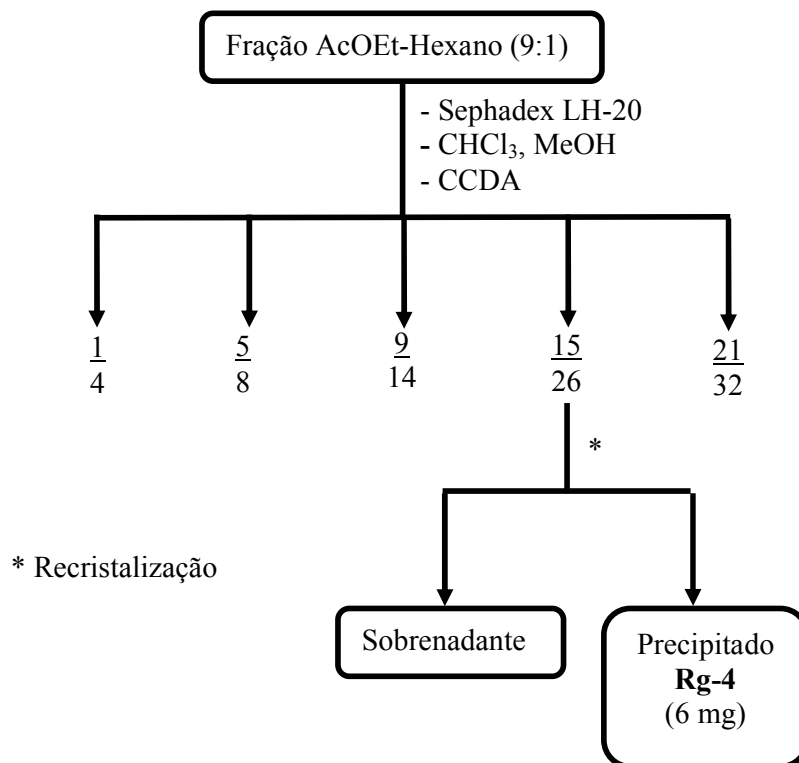 Fração AcOEt-Hexano (9:1)
- Sephadex LH-20
- CHCl₃, MeOH
- CCDA
1 5 9 15 21
4 8 14 26 32
*
* Recristalização
Sobrenadante
Precipitado
Rg-4
(6 mg)